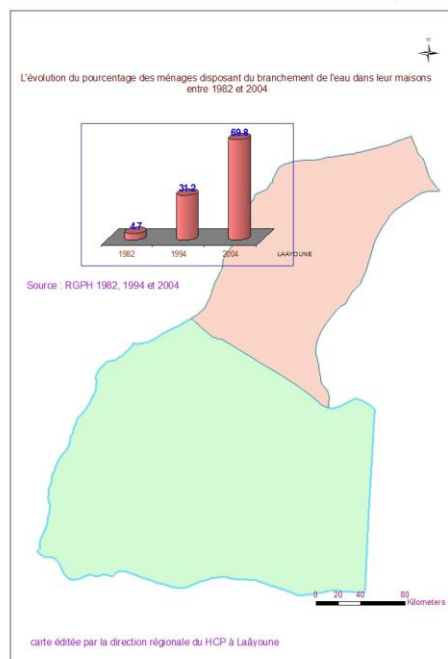 N
L'évolution du pourcentage des ménages disposant du branchement de l'eau dans leur maisons
entre 1982 et 2004
4.7
31.2
69.8
1982
1994
2004
LAAYOUNE
Source : RGPH 1982, 1994 et 2004
0 20 40 80
Kilometers
carte éditée par la direction régionale du HCP à Laâyoune